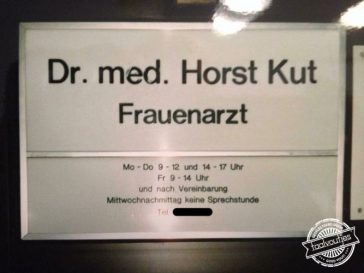 Dr. med. Horst Kut
Frauenarzt
Mo - Do 9 - 12 und 14 - 17 Uhr
Fr 9 - 14 Uhr
und nach Vereinbarung
Mittwochnachmittag keine Sprechstunde
Tel.
taalvoutjes